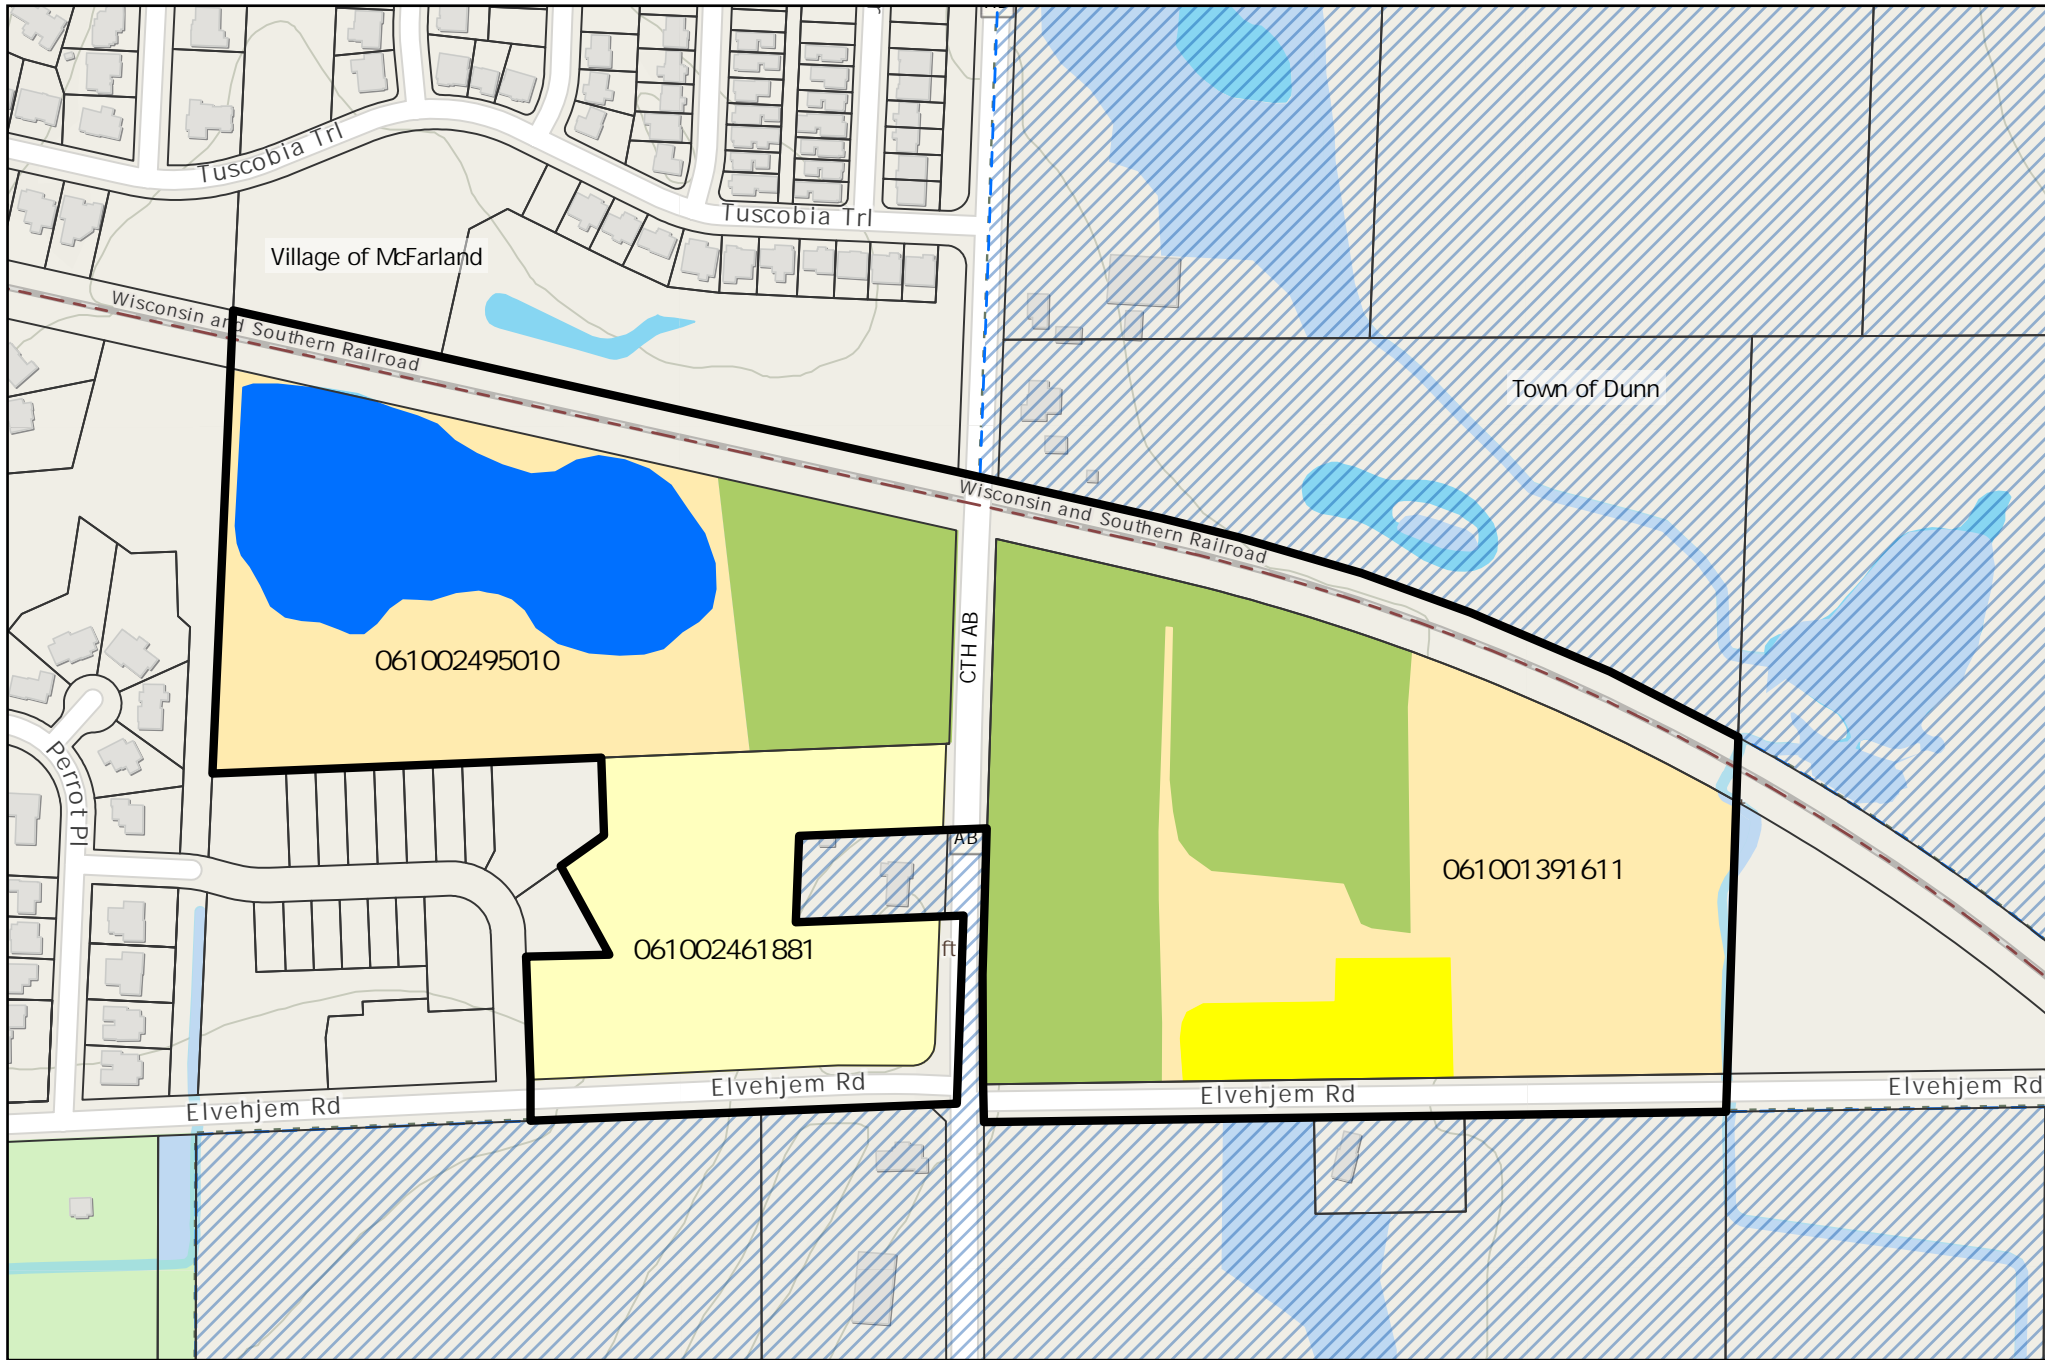 Tuscobia Trl
Tuscobia Trl
Village of McFarland
Wisconsin and Southern Railroad
Town of Dunn
Wisconsin and Southern Railroad
CTH AB
061002495010
Perrot Pl
AB
061001391611
061002461881
ft
Elvehjem Rd
Elvehjem Rd
Elvehjem Rd
Elvehjem Rd